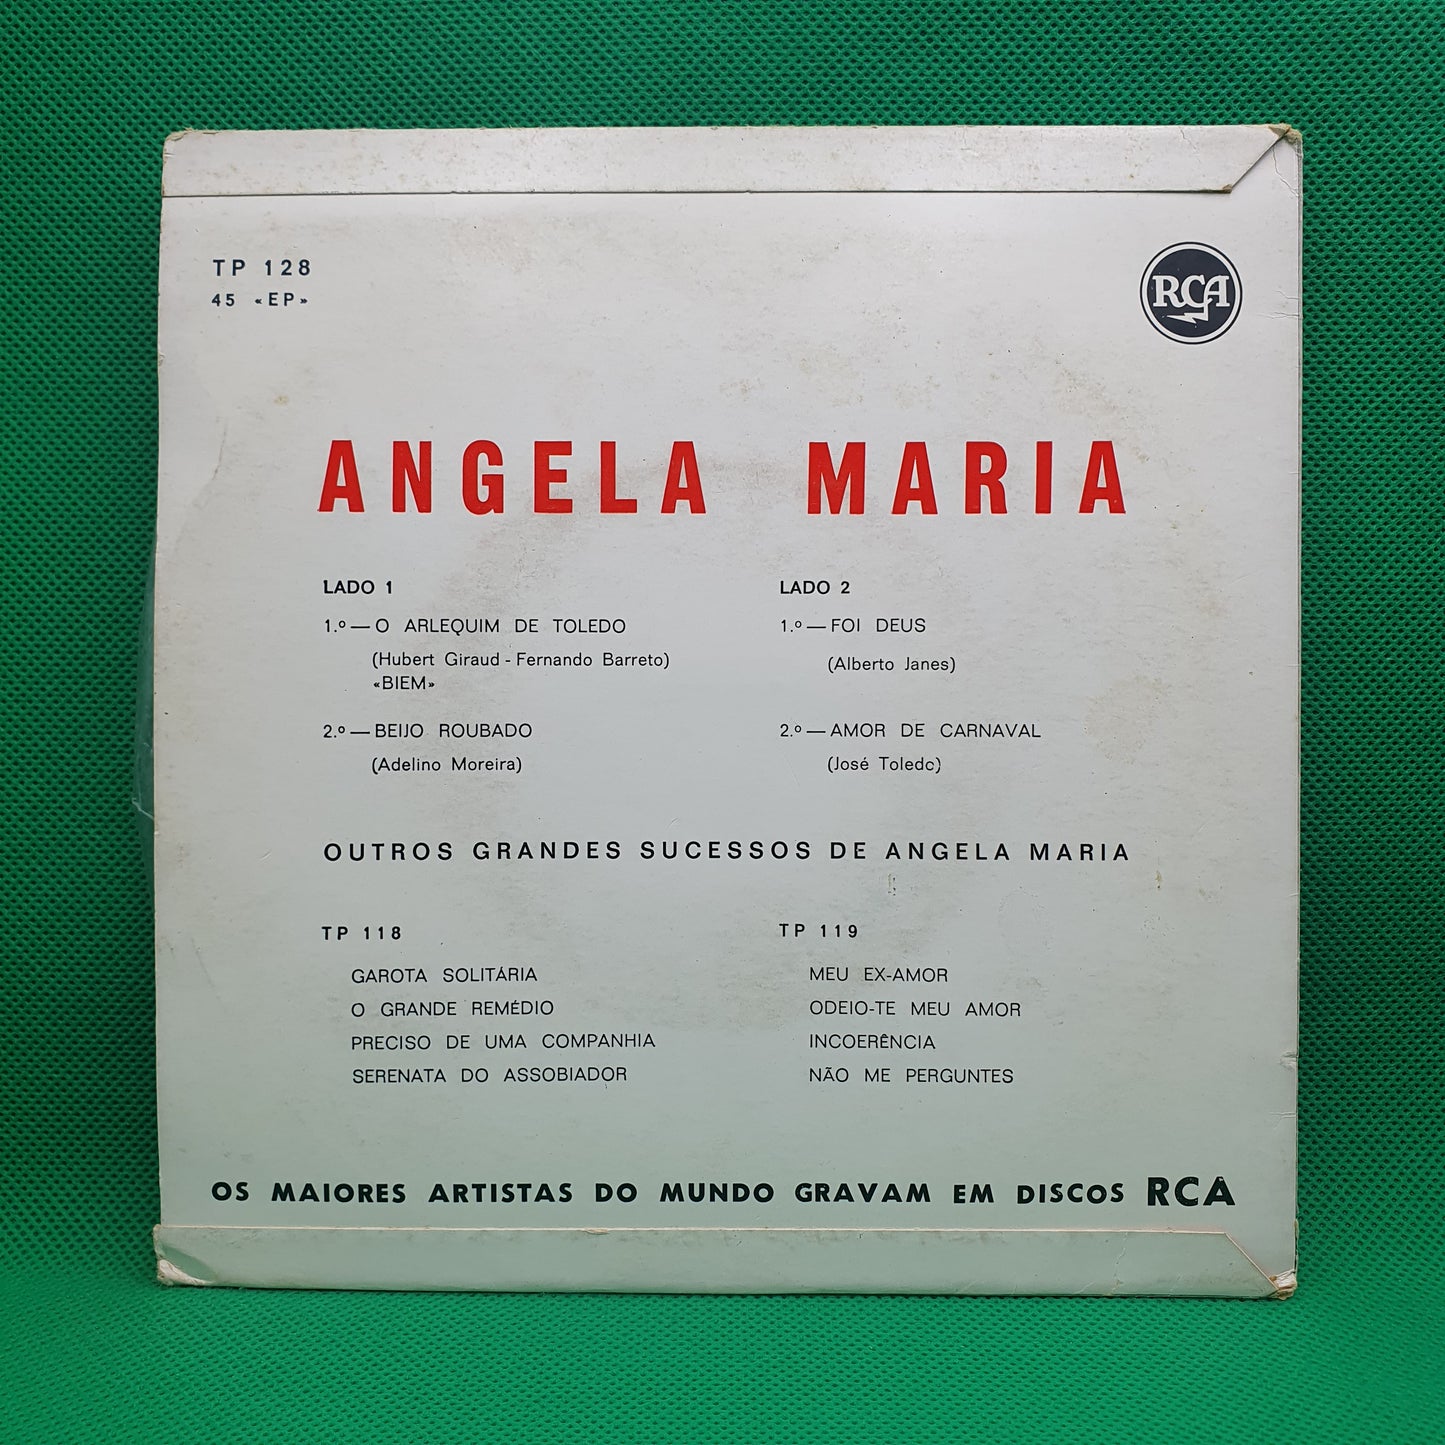 TP 128
45 «EP»
RCA
ANGELA MARIA
LADO 1
1.º — O ARLEQUIM DE TOLEDO
(Hubert Giraud - Fernando Barreto)
«BIEM»
2.º — BEIJO ROUBADO
(Adelino Moreira)
LADO 2
1.º — FOI DEUS
(Alberto Janes)
2.º — AMOR DE CARNAVAL
(José Toledc)
OUTROS GRANDES SUCESSOS DE ANGELA MARIA
TP 118
GAROTA SOLITÁRIA
O GRANDE REMÉDIO
PRECISO DE UMA COMPANHIA
SERENATA DO ASSOBIADOR
TP 119
MEU EX-AMOR
ODEIO-TE MEU AMOR
INCOERÊNCIA
NÃO ME PERGUNTES
OS MAIORES ARTISTAS DO MUNDO GRAVAM EM DISCOS RCA